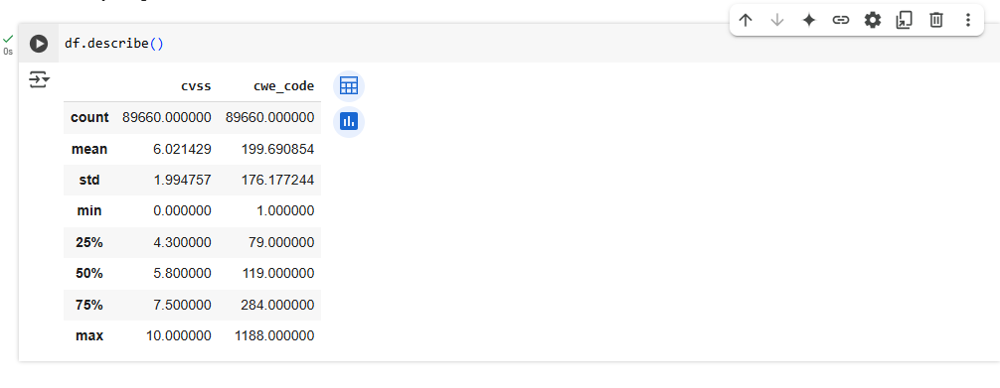 df.describe()
0s
cvss cwe_code
count 89660.000000 89660.000000
mean 6.021429 199.690854
std 1.994757 176.177244
min 0.000000 1.000000
25% 4.300000 79.000000
50% 5.800000 119.000000
75% 7.500000 284.000000
max 10.000000 1188.000000